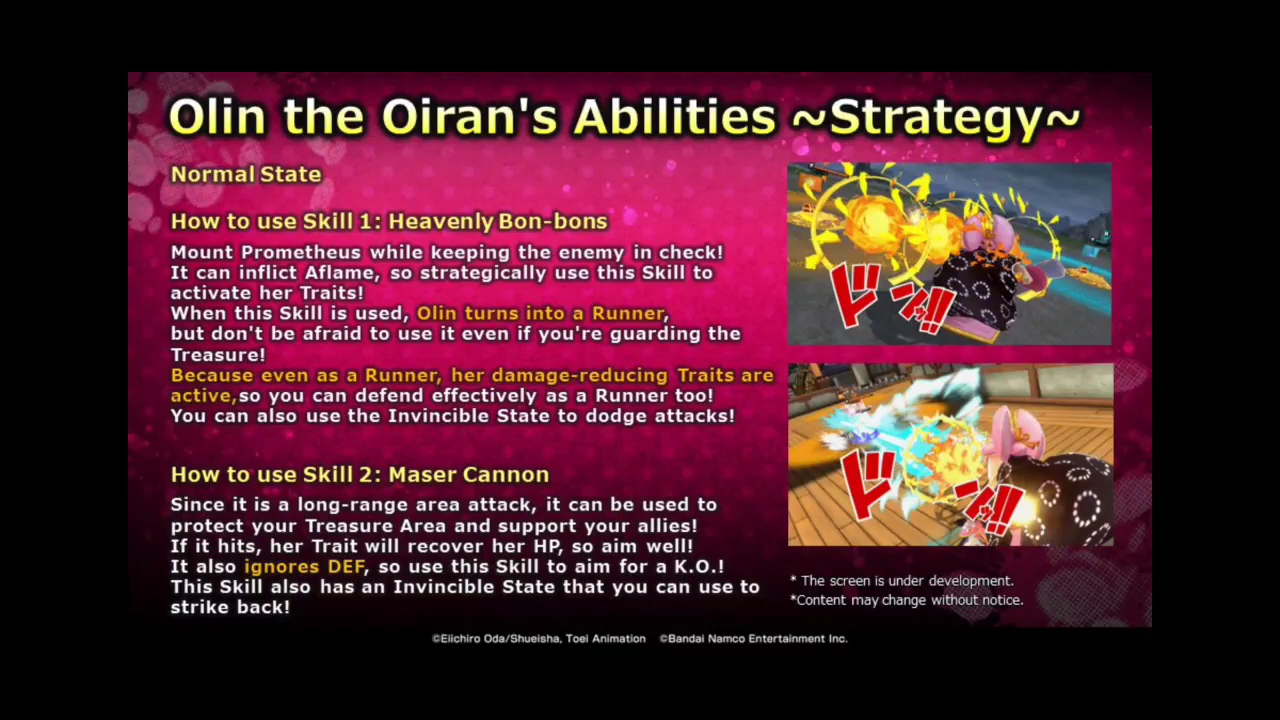 Olin the Oiran's Abilities ~Strategy~
Normal State
How to use Skill 1: Heavenly Bon-bons
Mount Prometheus while keeping the enemy in check!
It can inflict Aflame, so strategically use this Skill to
activate her Traits!
When this Skill is used, Olin turns into a Runner,
but don't be afraid to use it even if you're guarding the
Treasure!
Because even as a Runner, her damage-reducing Traits are
active,so you can defend effectively as a Runner too!
You can also use the Invincible State to dodge attacks!
How to use Skill 2: Maser Cannon
Since it is a long-range area attack, it can be used to
protect your Treasure Area and support your allies!
If it hits, her Trait will recover her HP, so aim well!
It also ignores DEF, so use this Skill to aim for a K.O.!
This Skill also has an Invincible State that you can use to
strike back!
ドン!!
ドン!!
* The screen is under development.
*Content may change without notice.
©Eiichiro Oda/Shueisha, Toei Animation ©Bandai Namco Entertainment Inc.